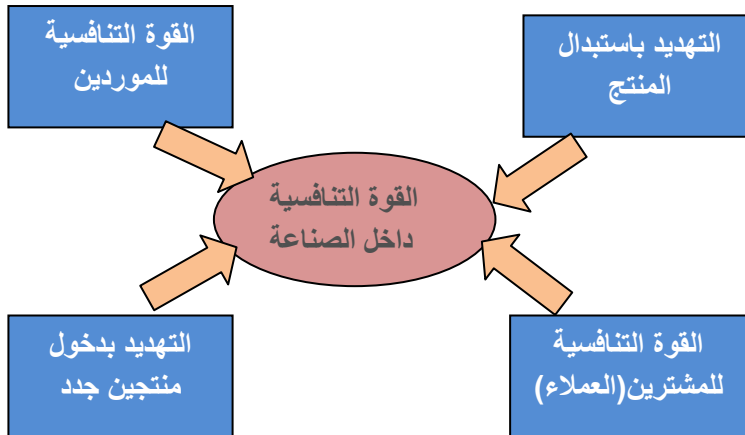 التهديد باستبدال
المنتج
القوة التنافسية
للموردين
القوة التنافسية
داخل الصناعة
القوة التنافسية
للمشترين(العملاء)
التهديد بدخول
منتجين جدد